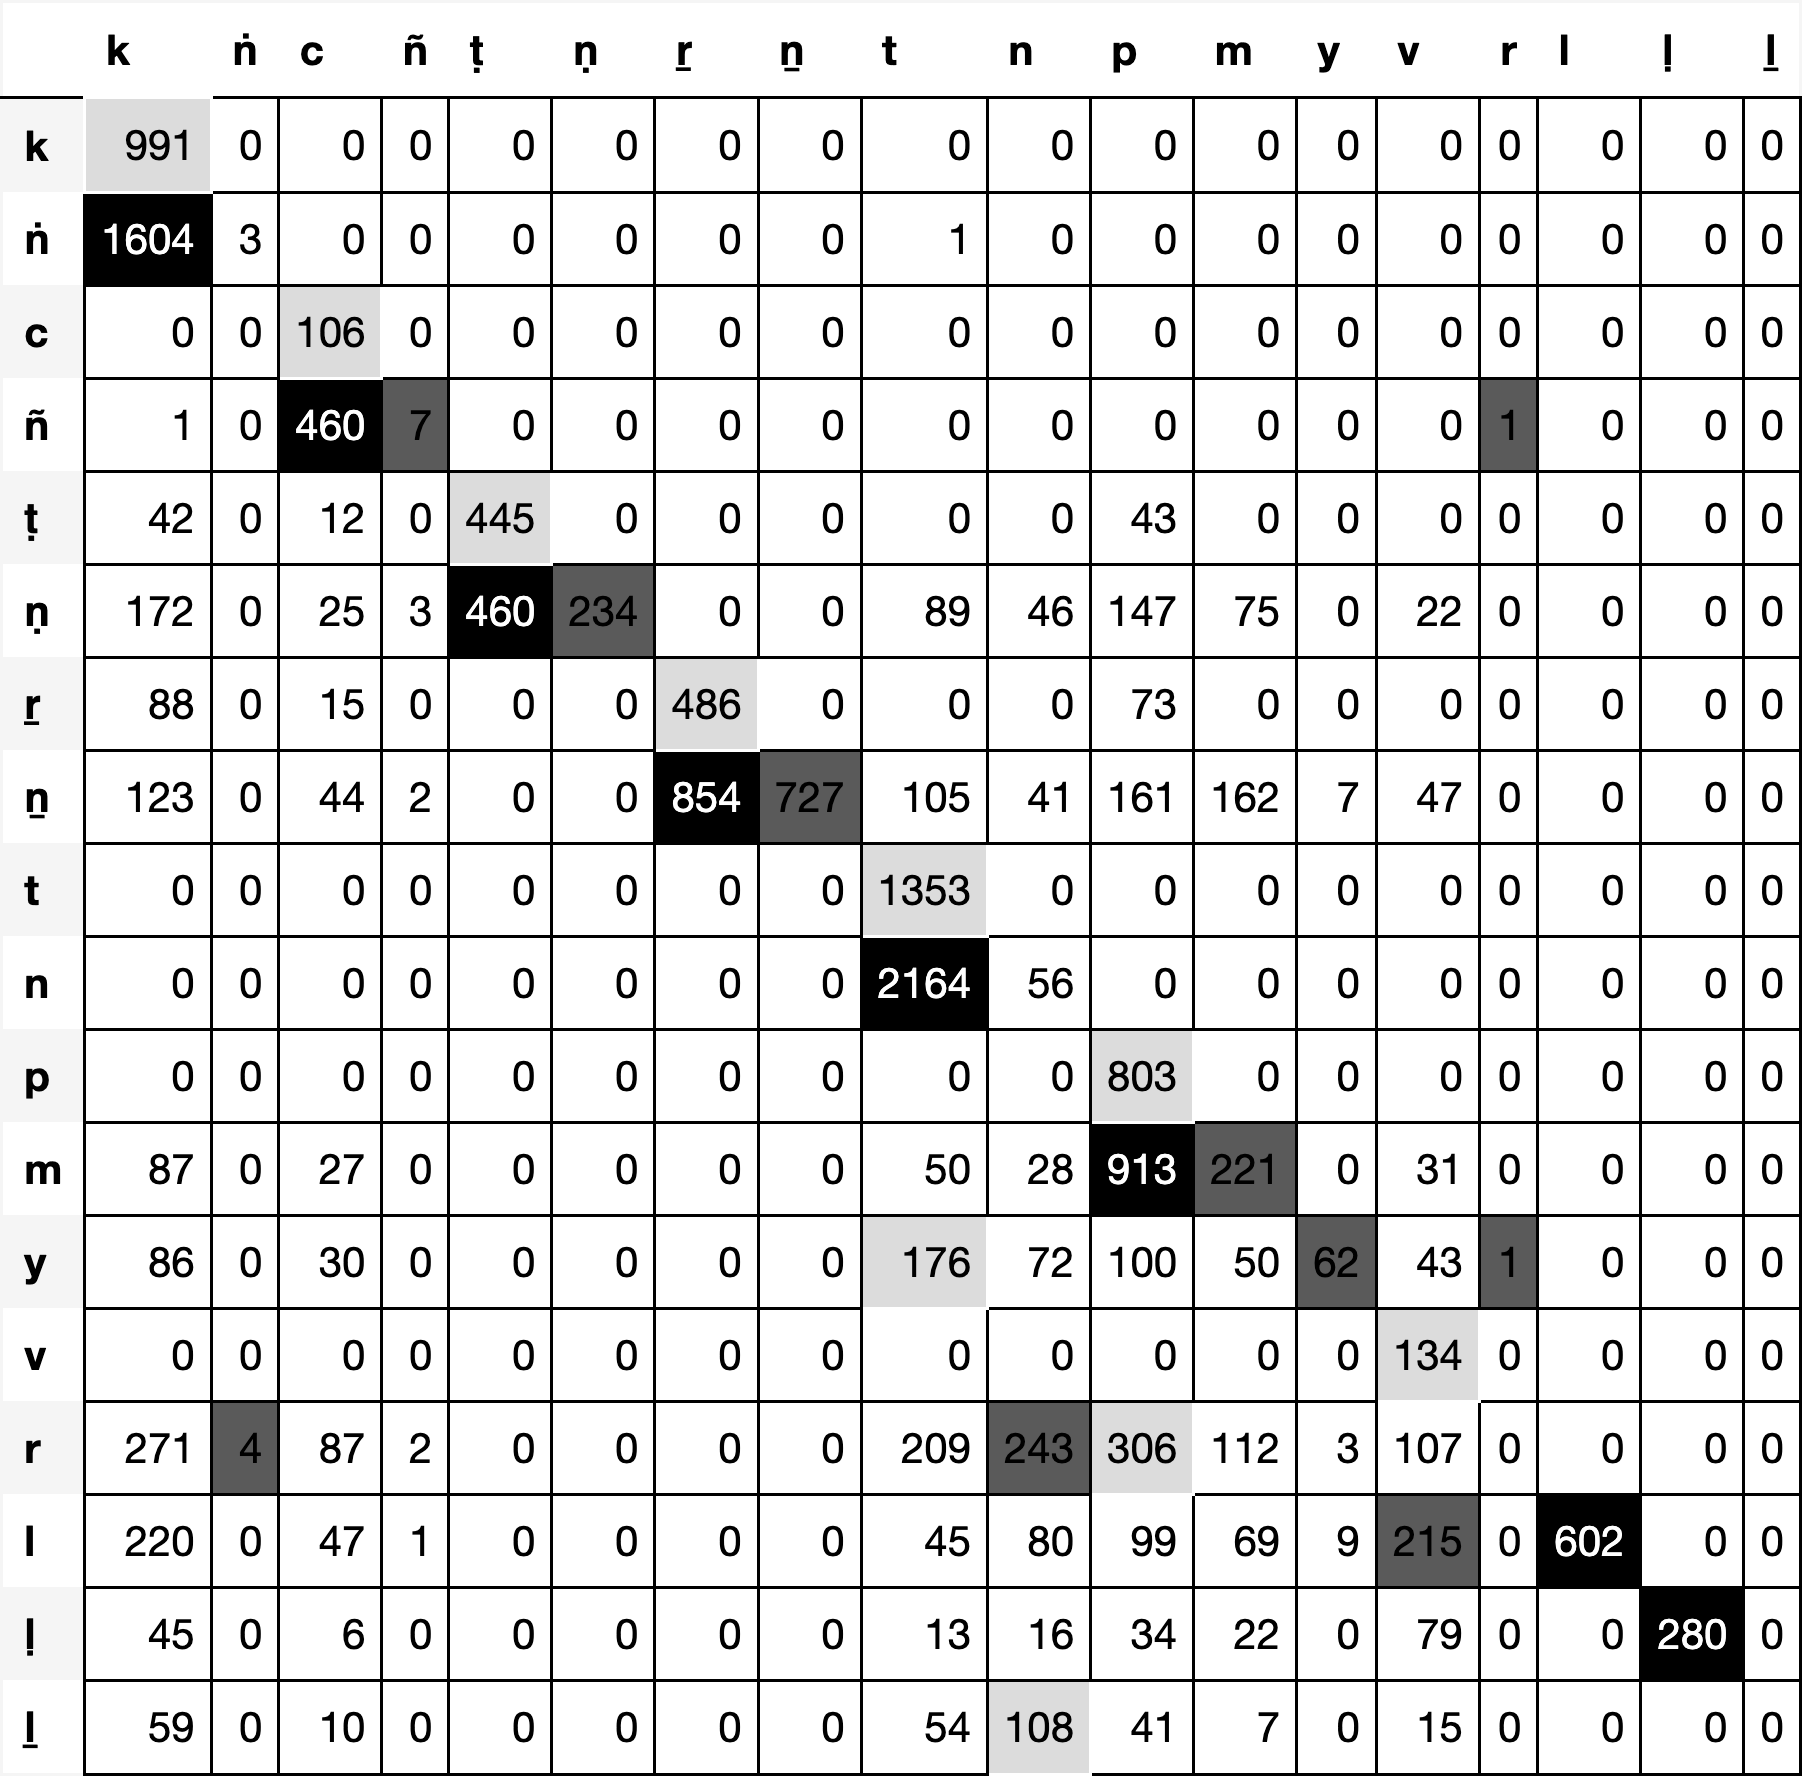 k ṅ c ñ ṭ ṇ ṟ ṉ t n p m y v r l ḷ ḻ
k 991 0 0 0 0 0 0 0 0 0 0 0 0 0 0 0 0 0
ṅ 1604 3 0 0 0 0 0 0 1 0 0 0 0 0 0 0 0 0
c 0 0 106 0 0 0 0 0 0 0 0 0 0 0 0 0 0 0
ñ 1 0 460 7 0 0 0 0 0 0 0 0 0 0 1 0 0 0
ṭ 42 0 12 0 445 0 0 0 0 0 43 0 0 0 0 0 0 0
ṇ 172 0 25 3 460 234 0 0 89 46 147 75 0 22 0 0 0 0
ṟ 88 0 15 0 0 0 486 0 0 0 73 0 0 0 0 0 0 0
ṉ 123 0 44 2 0 0 854 727 105 41 161 162 7 47 0 0 0 0
t 0 0 0 0 0 0 0 0 1353 0 0 0 0 0 0 0 0 0
n 0 0 0 0 0 0 0 0 2164 56 0 0 0 0 0 0 0 0
p 0 0 0 0 0 0 0 0 0 0 803 0 0 0 0 0 0 0
m 87 0 27 0 0 0 0 0 50 28 913 221 0 31 0 0 0 0
y 86 0 30 0 0 0 0 0 176 72 100 50 62 43 1 0 0 0
v 0 0 0 0 0 0 0 0 0 0 0 0 0 134 0 0 0 0
r 271 4 87 2 0 0 0 0 209 243 306 112 3 107 0 0 0 0
l 220 0 47 1 0 0 0 0 45 80 99 69 9 215 0 602 0 0
ḷ 45 0 6 0 0 0 0 0 13 16 34 22 0 79 0 0 280 0
ḻ 59 0 10 0 0 0 0 0 54 108 41 7 0 15 0 0 0 0